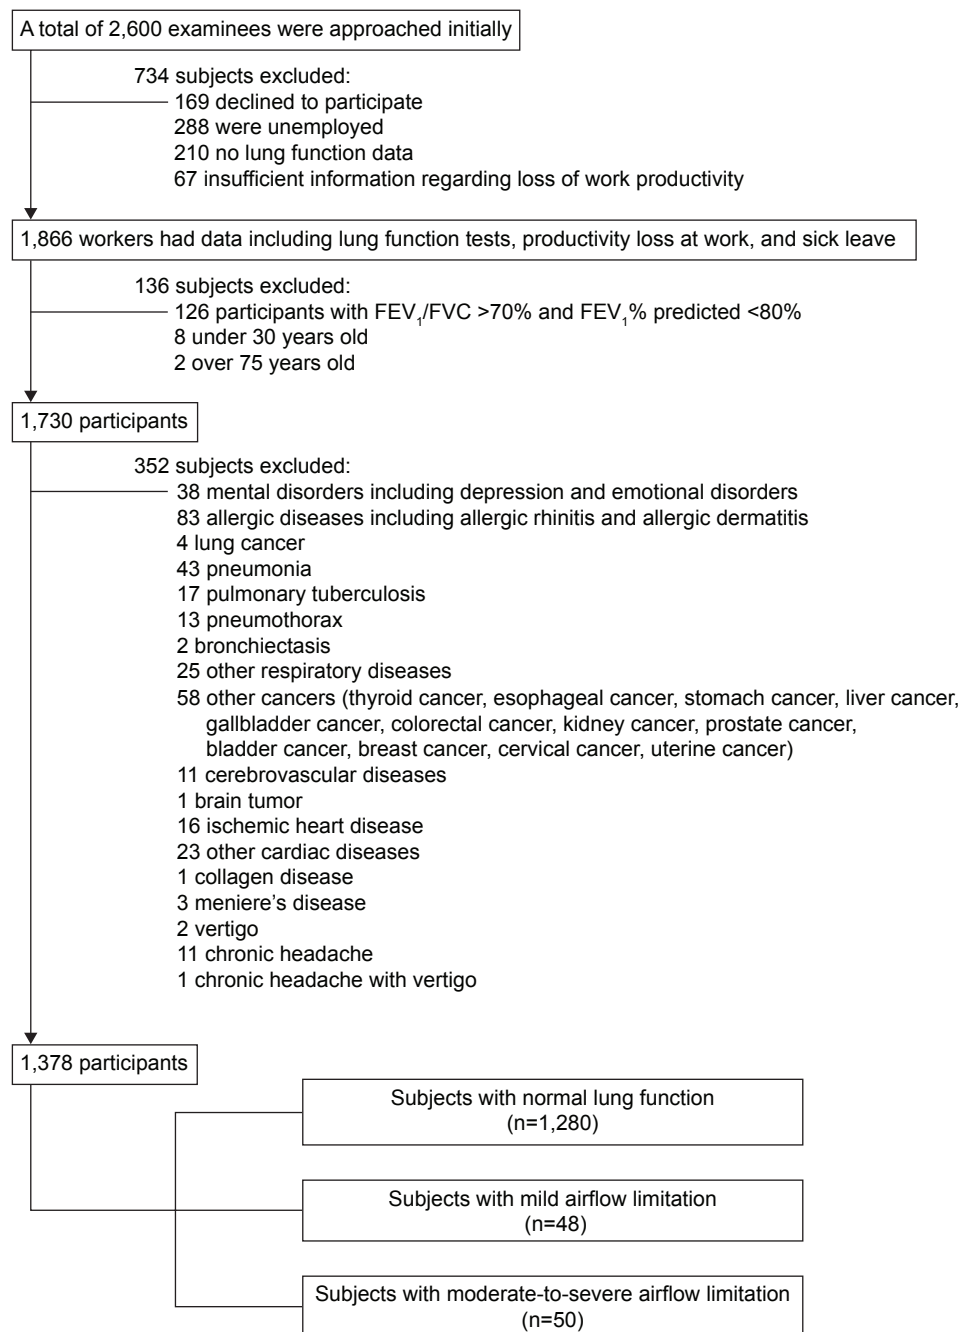 A total of 2,600 examinees were approached initially
734 subjects excluded:
169 declined to participate
288 were unemployed
210 no lung function data
67 insufficient information regarding loss of work productivity
1,866 workers had data including lung function tests, productivity loss at work, and sick leave
136 subjects excluded:
126 participants with FEV₁/FVC >70% and FEV₁% predicted <80%
8 under 30 years old
2 over 75 years old
1,730 participants
352 subjects excluded:
38 mental disorders including depression and emotional disorders
83 allergic diseases including allergic rhinitis and allergic dermatitis
4 lung cancer
43 pneumonia
17 pulmonary tuberculosis
13 pneumothorax
2 bronchiectasis
25 other respiratory diseases
58 other cancers (thyroid cancer, esophageal cancer, stomach cancer, liver cancer,
gallbladder cancer, colorectal cancer, kidney cancer, prostate cancer,
bladder cancer, breast cancer, cervical cancer, uterine cancer)
11 cerebrovascular diseases
1 brain tumor
16 ischemic heart disease
23 other cardiac diseases
1 collagen disease
3 meniere's disease
2 vertigo
11 chronic headache
1 chronic headache with vertigo
1,378 participants
Subjects with normal lung function
(n=1,280)
Subjects with mild airflow limitation
(n=48)
Subjects with moderate-to-severe airflow limitation
(n=50)